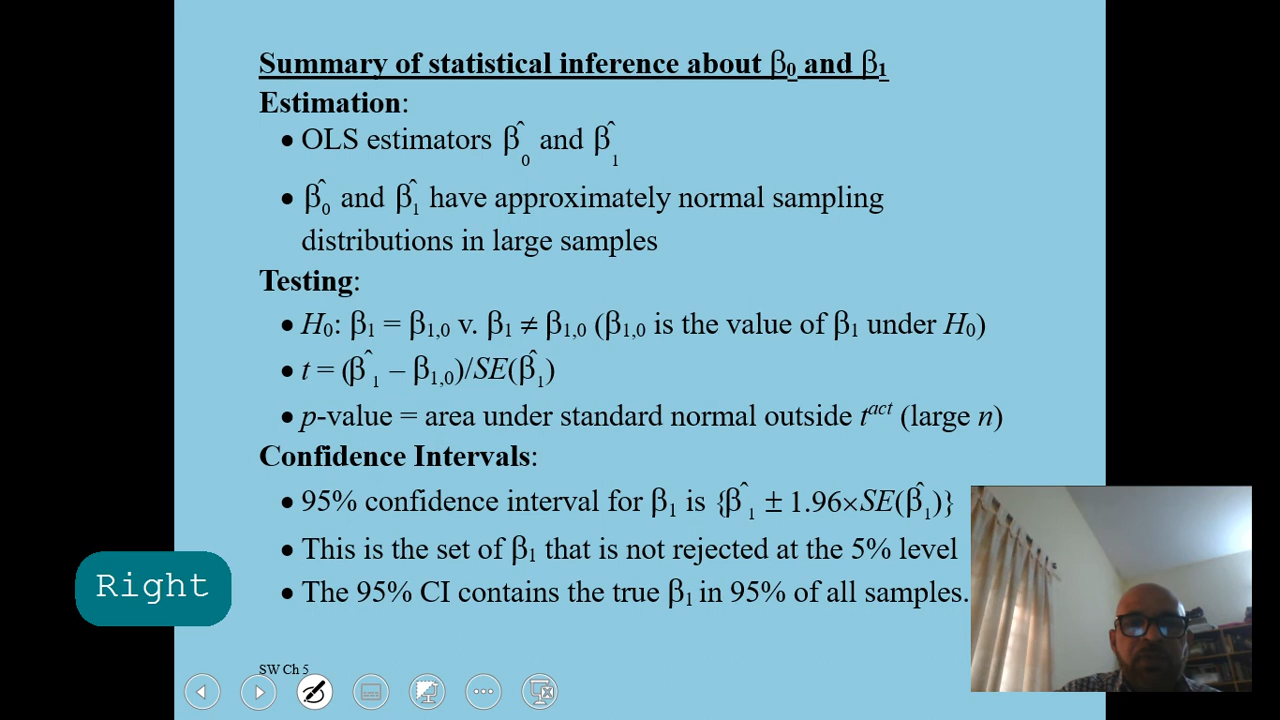 Summary of statistical inference about β₀ and β₁
Estimation:
• OLS estimators β̂₀ and β̂₁
• β̂₀ and β̂₁ have approximately normal sampling
distributions in large samples
Testing:
• H₀: β₁ = β₁,₀ v. β₁ ≠ β₁,₀ (β₁,₀ is the value of β₁ under H₀)
• t = (β̂₁ – β₁,₀)/SE(β̂₁)
• p-value = area under standard normal outside tᵃᶜᵗ (large n)
Confidence Intervals:
• 95% confidence interval for β₁ is {β̂₁ ± 1.96×SE(β̂₁)}
• This is the set of β₁ that is not rejected at the 5% level
• The 95% CI contains the true β₁ in 95% of all samples.
Right
SW Ch 5